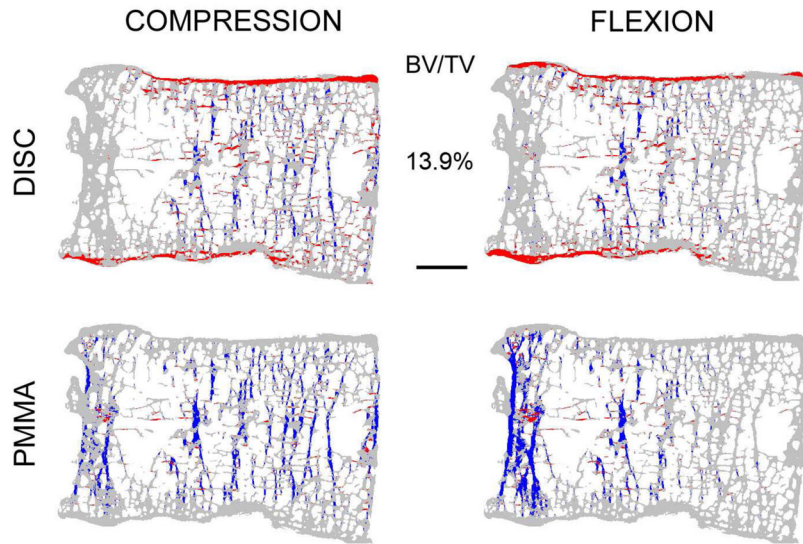 COMPRESSION
FLEXION
BV/TV
DISC
13.9%
PMMA